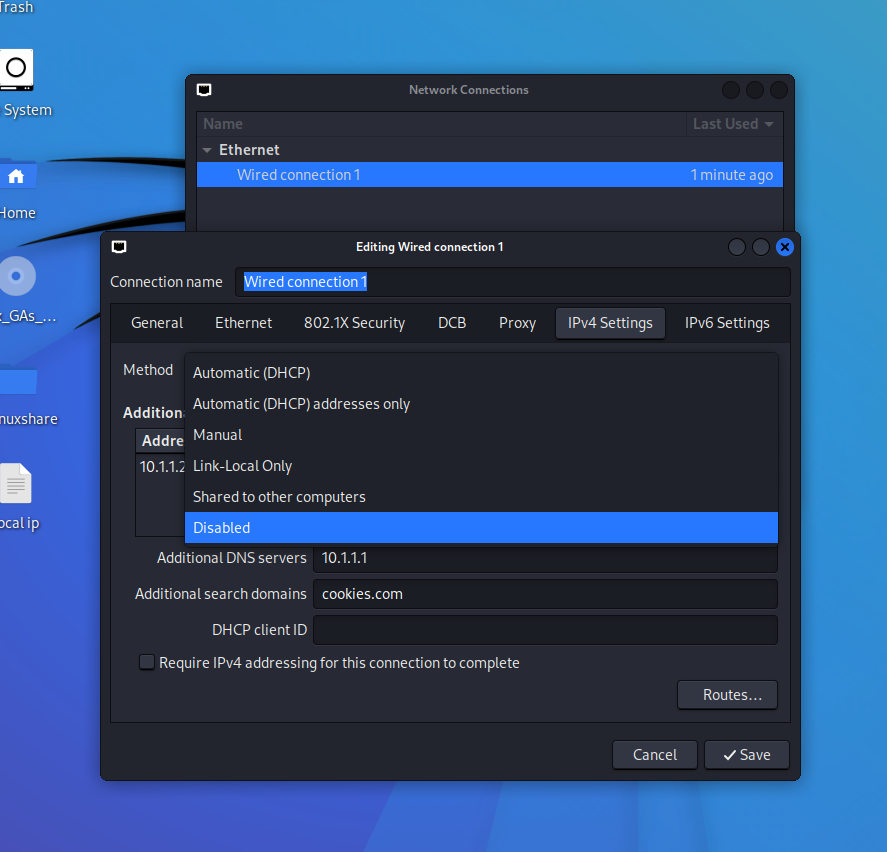 Trash
System
Home
x_GAs_...
nuxshare
ocal ip
Network Connections
Name Last Used
Ethernet
Wired connection 1 1 minute ago
Editing Wired connection 1
Connection name Wired connection 1
General Ethernet 802.1X Security DCB Proxy IPv4 Settings IPv6 Settings
Method
Automatic (DHCP)
Automatic (DHCP) addresses only
Manual
Link-Local Only
Shared to other computers
Disabled
Addition
Addre
10.1.1.2
Additional DNS servers 10.1.1.1
Additional search domains cookies.com
DHCP client ID
Require IPv4 addressing for this connection to complete
Routes...
Cancel Save